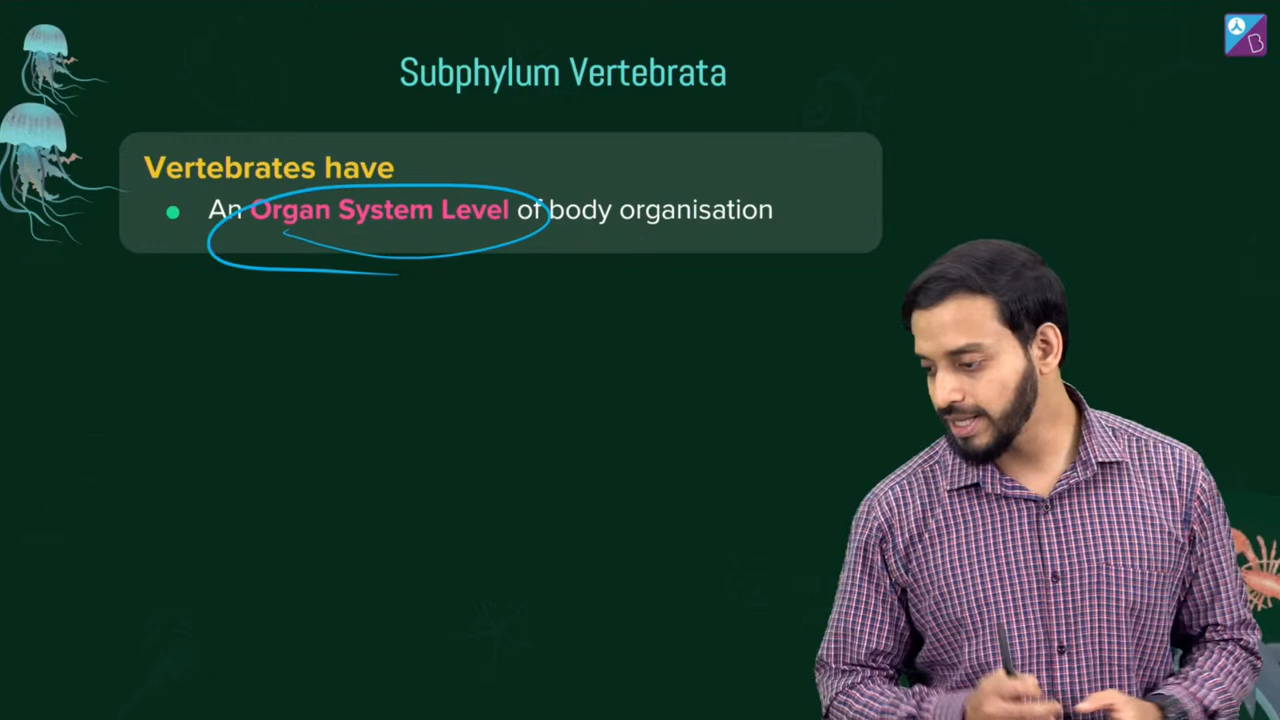 Subphylum Vertebrata
Vertebrates have
An Organ System Level of body organisation
B